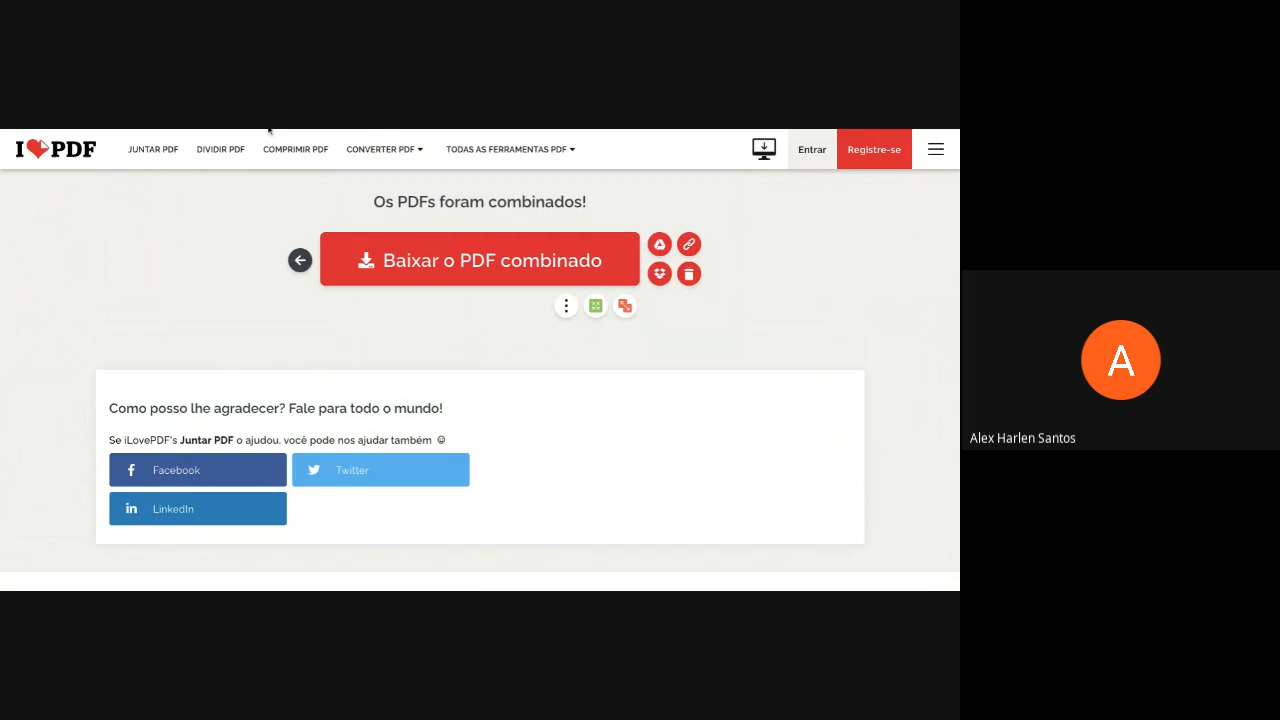 I PDF
JUNTAR PDF
DIVIDIR PDF
COMPRIMIR PDF
CONVERTER PDF
TODAS AS FERRAMENTAS PDF
Entrar
Registre-se
Os PDFs foram combinados!
Baixar o PDF combinado
Como posso lhe agradecer? Fale para todo o mundo!
Se iLovePDF's Juntar PDF o ajudou, você pode nos ajudar também
Facebook
Twitter
LinkedIn
A
Alex Harlen Santos